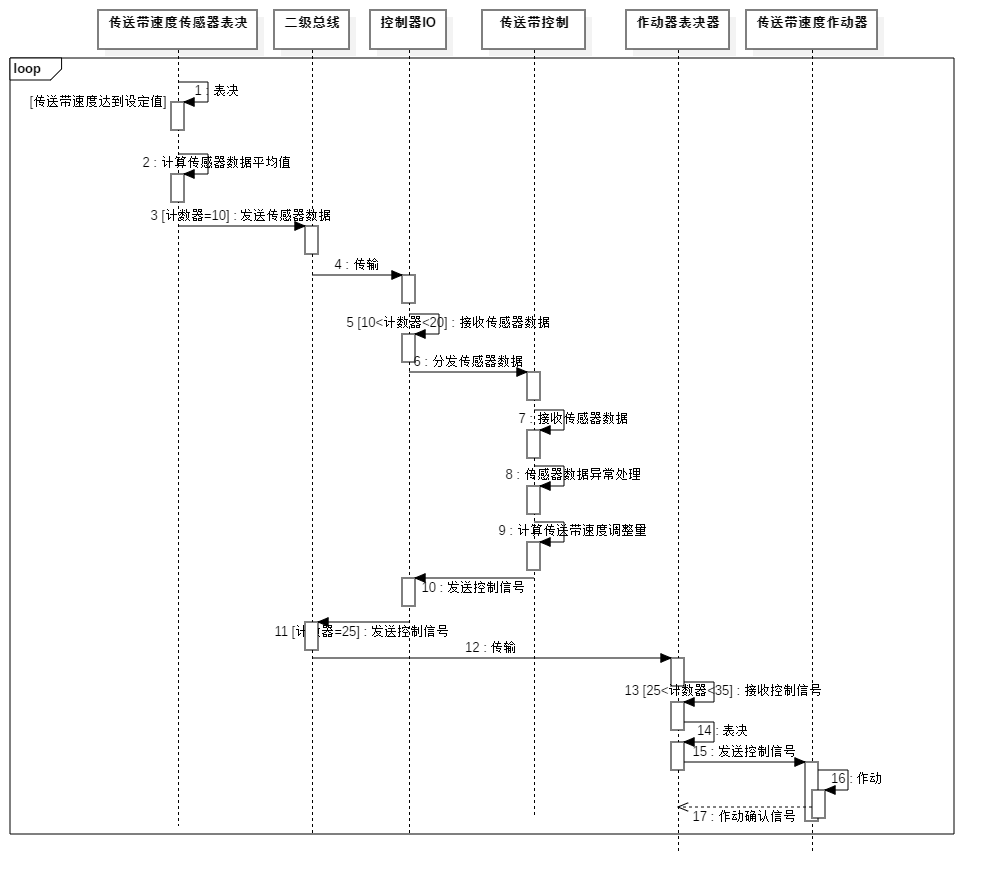 传送带速度传感器表决
二级总线
控制器IO
传送带控制
作动器表决器
传送带速度作动器
loop
1 : 表决
[传送带速度达到设定值]
2 : 计算传感器数据平均值
3 [计数器=10] : 发送传感器数据
4 : 传输
5 [10<计数器<20] : 接收传感器数据
6 : 分发传感器数据
7 : 接收传感器数据
8 : 传感器数据异常处理
9 : 计算传送带速度调整量
10 : 发送控制信号
11 [计数器=25] : 发送控制信号
12 : 传输
13 [25<计数器<35] : 接收控制信号
14 : 表决
15 : 发送控制信号
16 : 作动
17 : 作动确认信号